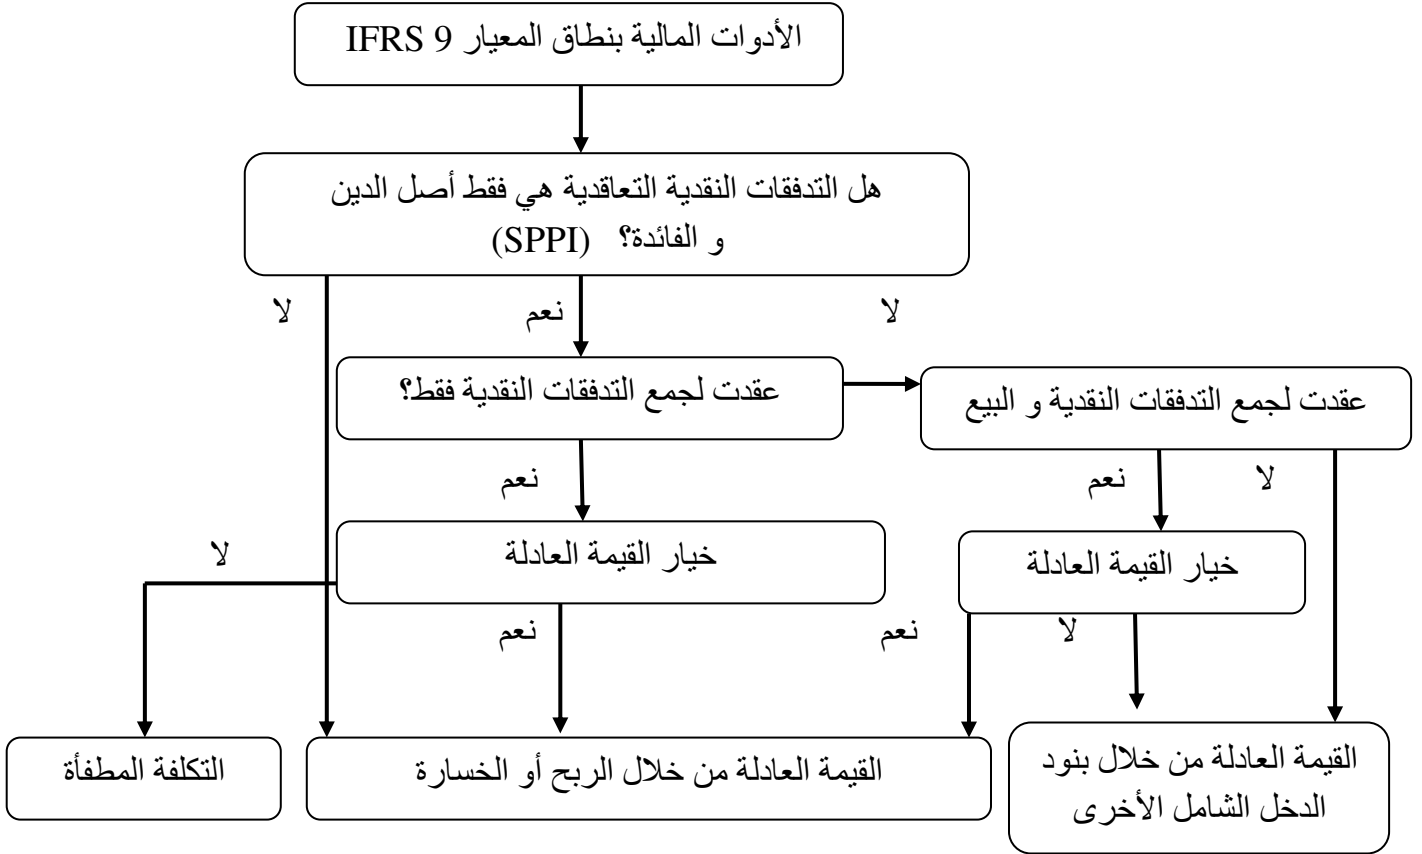 الأدوات المالية بنطاق المعيار IFRS 9
هل التدفقات النقدية التعاقدية هي فقط أصل الدين
و الفائدة؟ (SPPI)
لا
نعم
لا
عقدت لجمع التدفقات النقدية فقط؟
عقدت لجمع التدفقات النقدية و البيع
نعم
نعم
لا
خيار القيمة العادلة
خيار القيمة العادلة
لا
نعم
نعم
لا
القيمة العادلة من خلال بنود
الدخل الشامل الأخرى
القيمة العادلة من خلال الربح أو الخسارة
التكلفة المطفأة